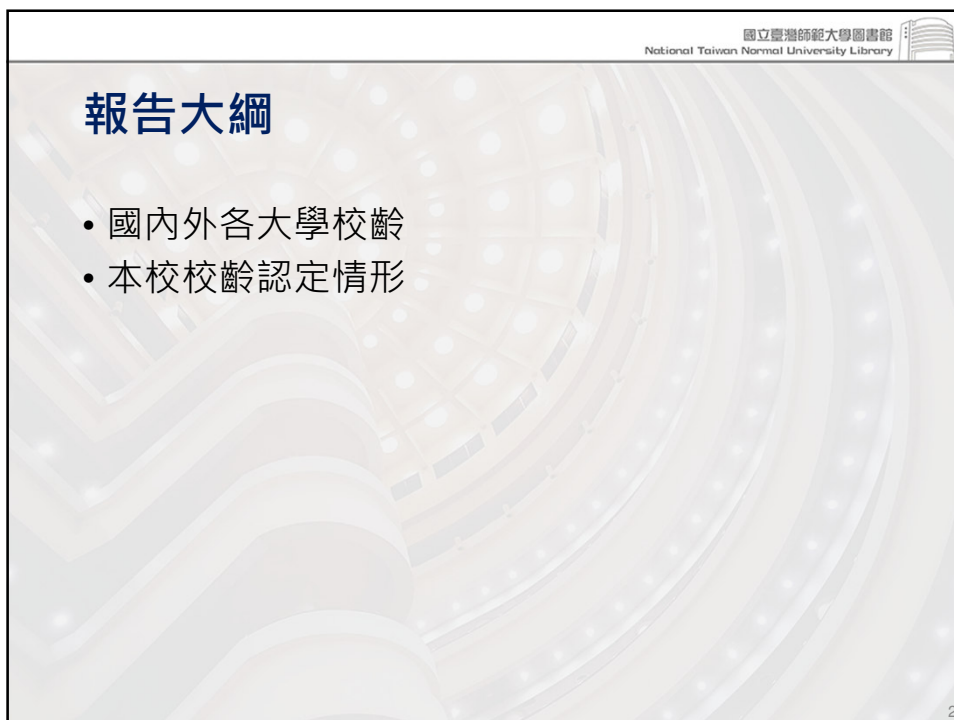 國立臺灣師範大學圖書館
National Taiwan Normal University Library
報告大綱
• 國內外各大學校齡
• 本校校齡認定情形
2